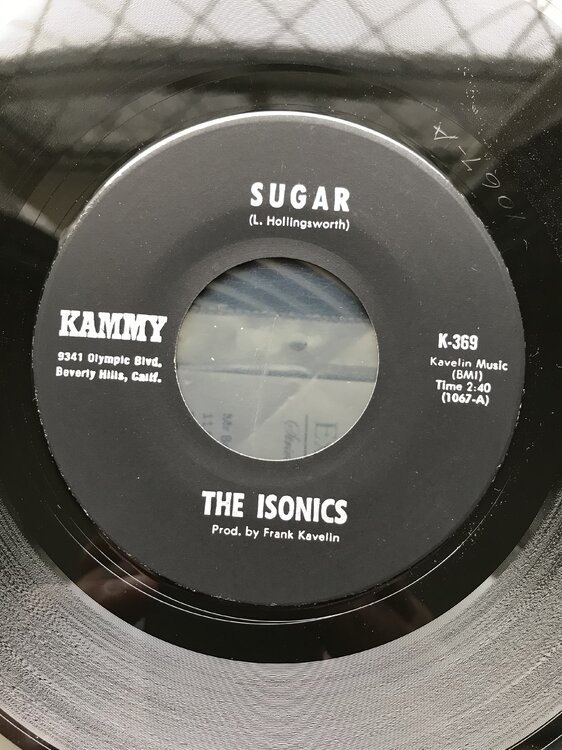 SUGAR
(L. Hollingsworth)
KAMMY
9341 Olympic Blvd.
Beverly Hills, Calif.
K-369
Kavelin Music
(BMI)
Time 2:40
(1067-A)
THE ISONICS
Prod. by Frank Kavelin
1067-A